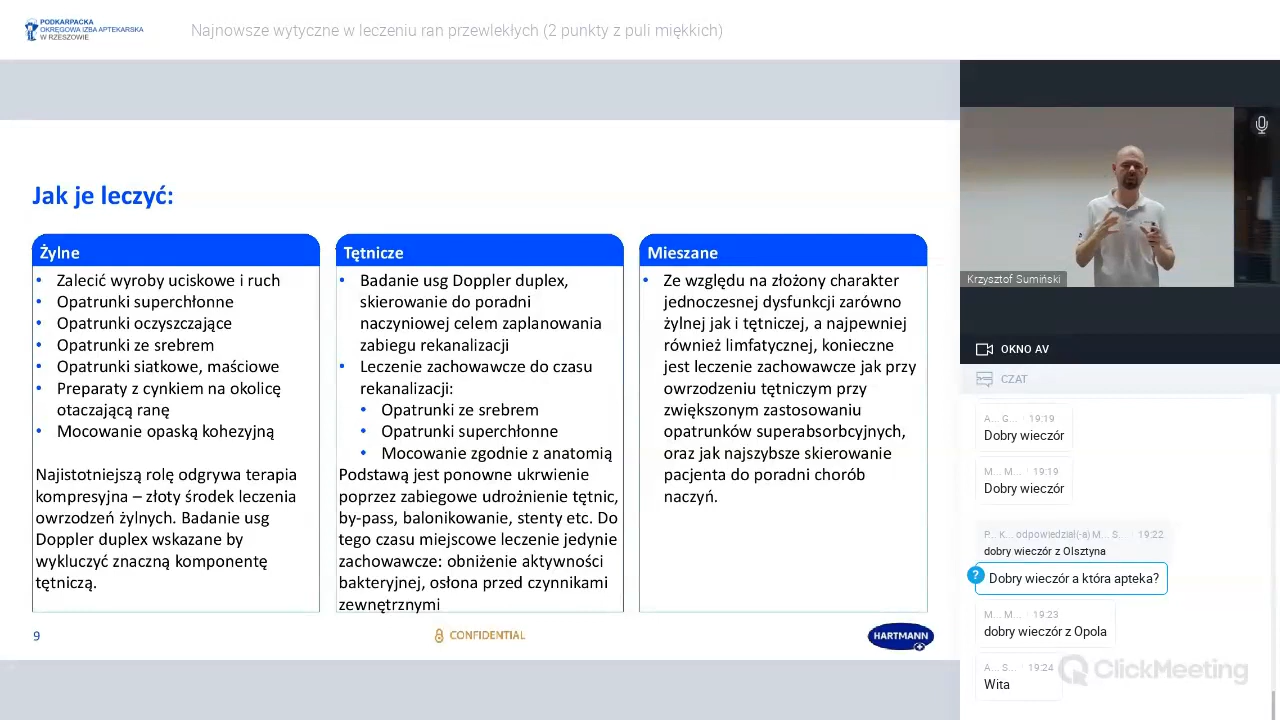 PODKARPACKA
OKRĘGOWA IZBA APTEKARSKA
W RZESZOWIE
Najnowsze wytyczne w leczeniu ran przewlekłych (2 punkty z puli miękkich)
Jak je leczyć:
Żylne
• Zalecić wyroby uciskowe i ruch
• Opatrunki superchłonne
• Opatrunki oczyszczające
• Opatrunki ze srebrem
• Opatrunki siatkowe, maściowe
• Preparaty z cynkiem na okolicę
otaczającą ranę
• Mocowanie opaską kohezyjną
Najistotniejszą rolę odgrywa terapia
kompresyjna – złoty środek leczenia
owrzodzeń żylnych. Badanie usg
Doppler duplex wskazane by
wykluczyć znaczną komponentę
tętniczą.
Tętnicze
• Badanie usg Doppler duplex,
skierowanie do poradni
naczyniowej celem zaplanowania
zabiegu rekanalizacji
• Leczenie zachowawcze do czasu
rekanalizacji:
• Opatrunki ze srebrem
• Opatrunki superchłonne
• Mocowanie zgodnie z anatomią
Podstawą jest ponowne ukrwienie
poprzez zabiegowe udrożnienie tętnic,
by-pass, balonikowanie, stenty etc. Do
tego czasu miejscowe leczenie jedynie
zachowawcze: obniżenie aktywności
bakteryjnej, osłona przed czynnikami
zewnętrznymi
Mieszane
• Ze względu na złożony charakter
jednoczesnej dysfunkcji zarówno
żylnej jak i tętniczej, a najpewniej
również limfatycznej, konieczne
jest leczenie zachowawcze jak przy
owrzodzeniu tętniczym przy
zwiększonym zastosowaniu
opatrunków superabsorbcyjnych,
oraz jak najszybsze skierowanie
pacjenta do poradni chorób
naczyń.
9
CONFIDENTIAL
HARTMANN
Krzysztof Sumiński
OKNO AV
CZAT
A... G... 19:19
Dobry wieczór
M... M... 19:19
Dobry wieczór
P... K... odpowiedział(-a) M... S... 19:22
dobry wieczór z Olsztyna
? Dobry wieczór a która apteka?
M... M... 19:23
dobry wieczór z Opola
A... S... 19:24
Wita
ClickMeeting